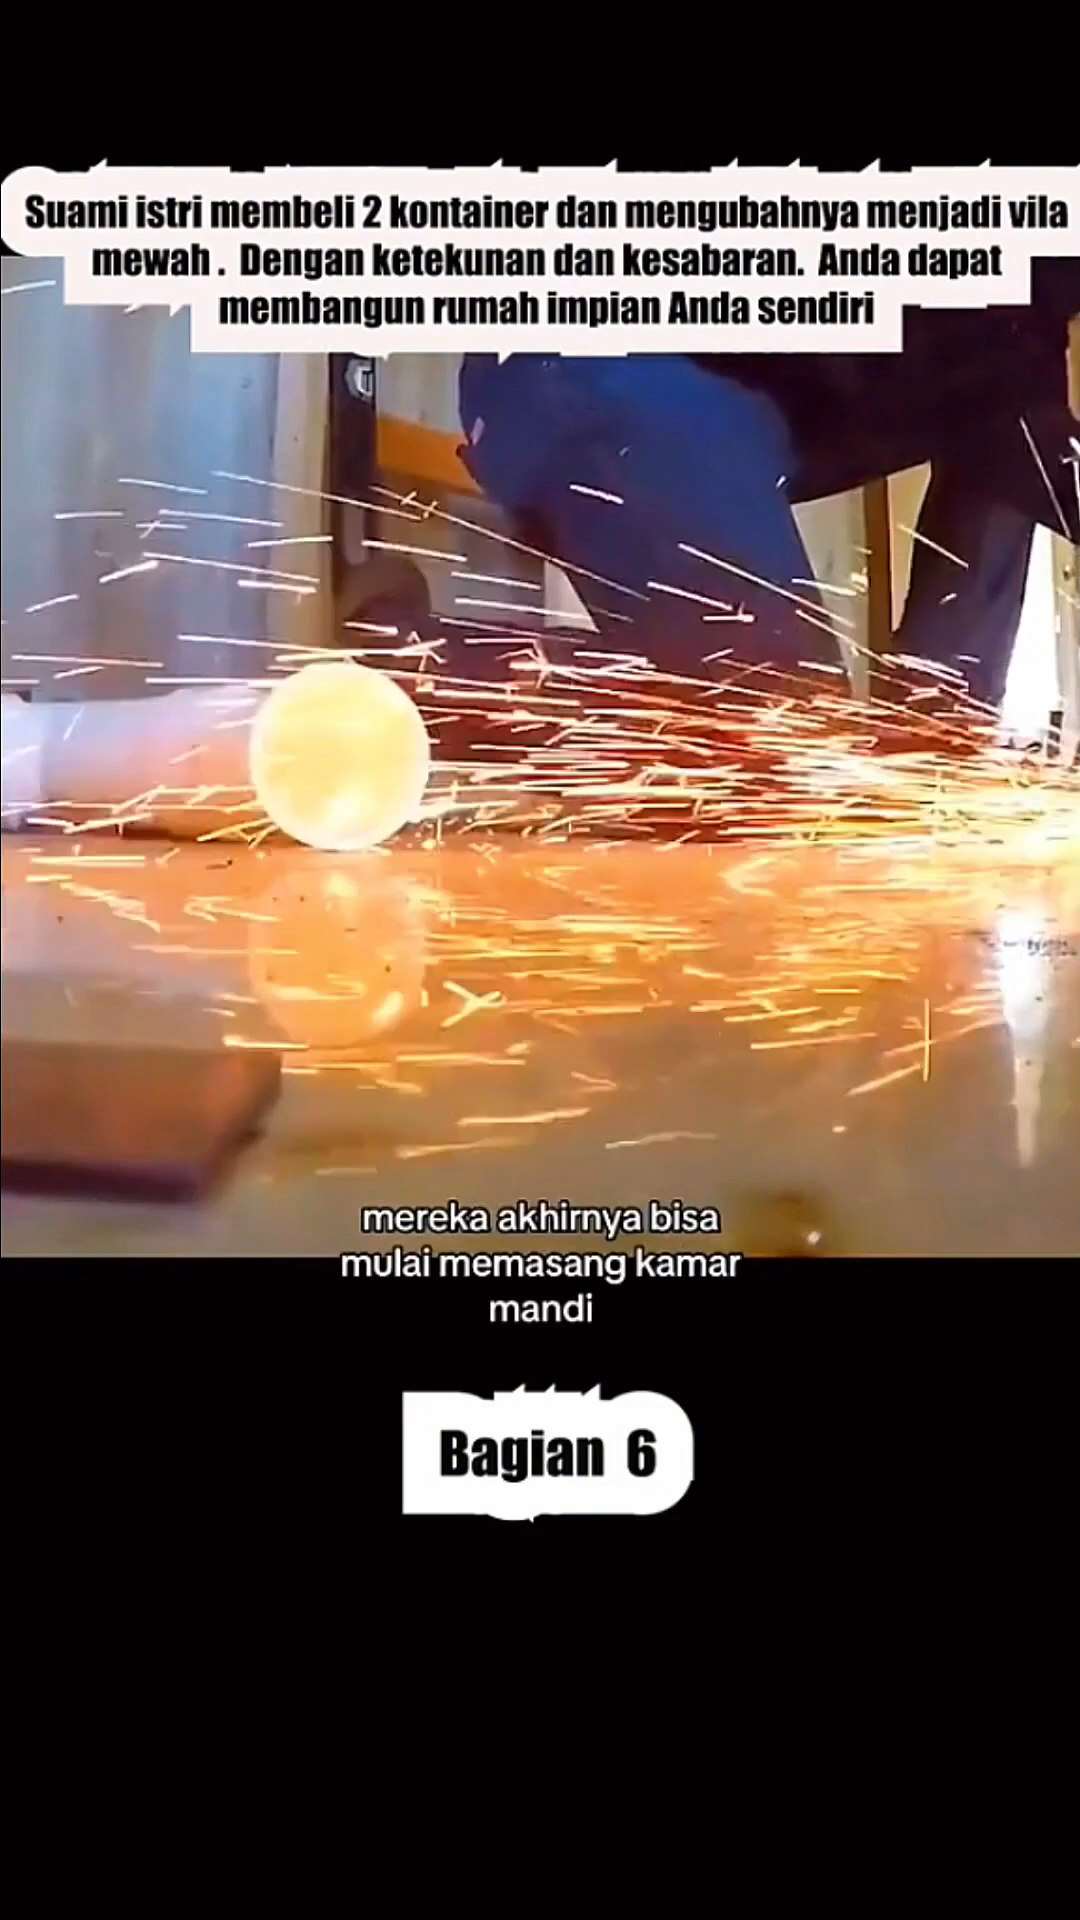 Suami istri membeli 2 kontainer dan mengubahnya menjadi vila
mewah . Dengan ketekunan dan kesabaran. Anda dapat
membangun rumah impian Anda sendiri
mereka akhirnya bisa
mulai memasang kamar
mandi
Bagian 6